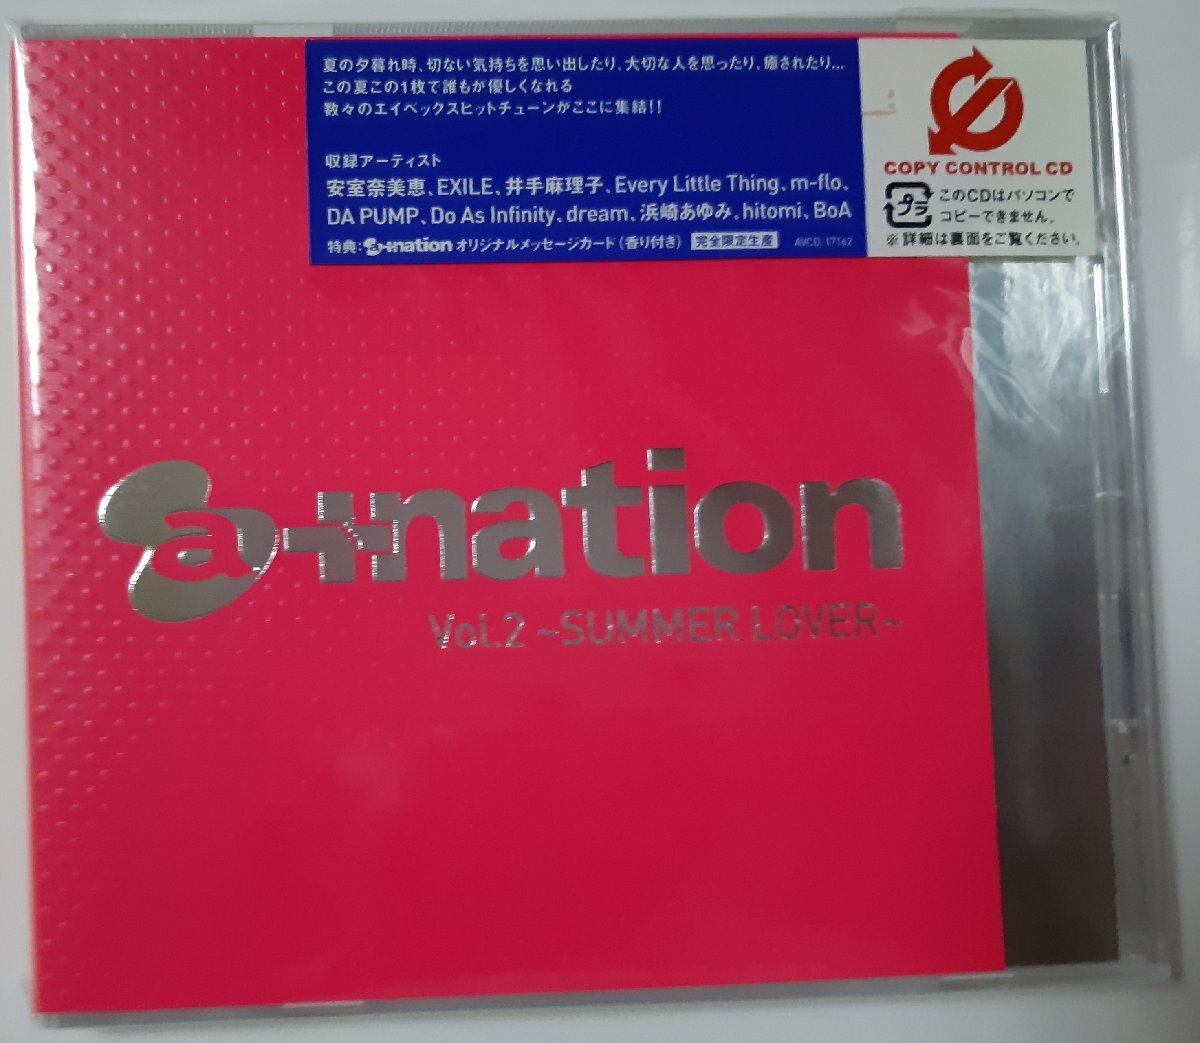 夏の夕暮れ時、切ない気持ちを思い出したり、大切な人を思ったり、癒されたり...
この夏この1枚で誰もが優しくなれる
数々のエイベックスヒットチューンがここに集結!!
収録アーティスト
安室奈美恵、EXILE、井手麻理子、Every Little Thing、m-flo、
DA PUMP、Do As Infinity、dream、浜崎あゆみ、hitomi、BoA
特典：a-nation オリジナルメッセージカード（香り付き） 完全限定生産 AVCD-17162
COPY CONTROL CD
プラ
このCDはパソコンで
コピーできません。
※詳細は裏面をご覧ください。
a-nation
Vol.2 ~SUMMER LOVER~